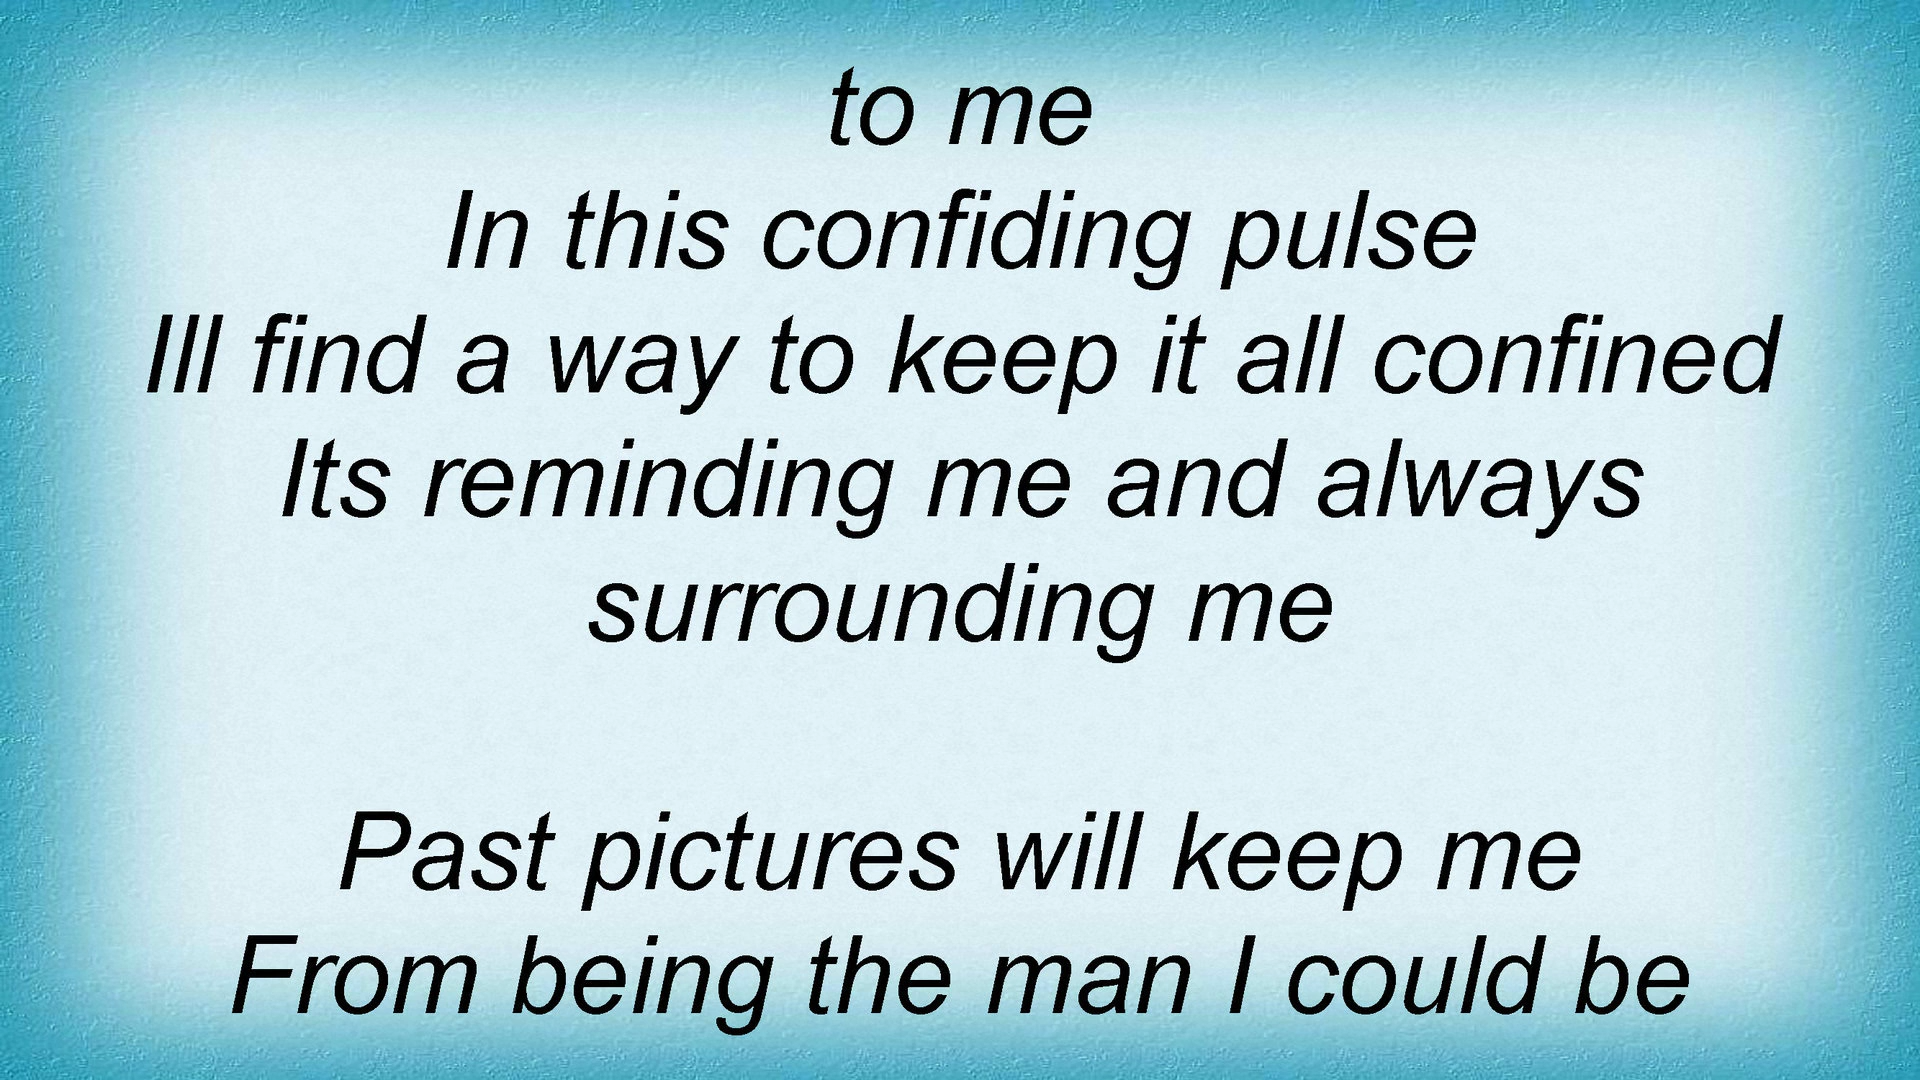 to me
In this confiding pulse
Ill find a way to keep it all confined
Its reminding me and always
surrounding me
Past pictures will keep me
From being the man I could be